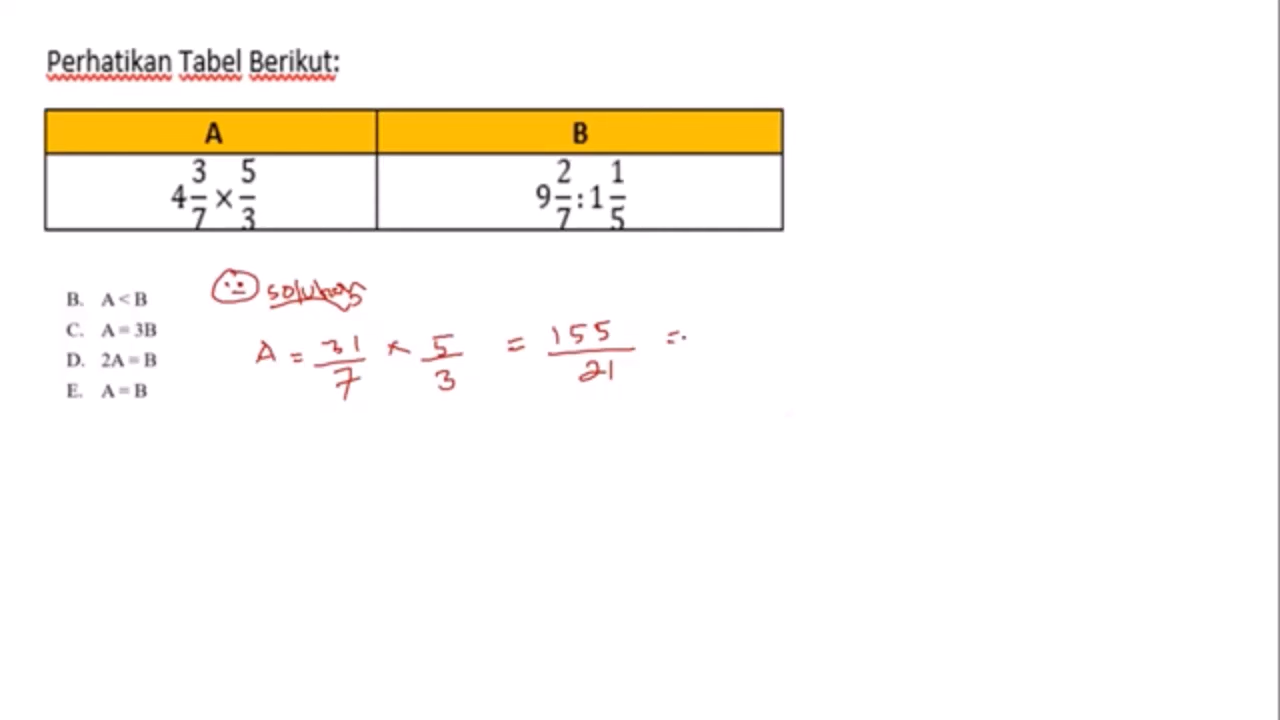 Perhatikan Tabel Berikut:
A B
4 3/7 × 5/3 9 2/7 : 1 1/5
B. A < B
C. A = 3B
D. 2A = B
E. A = B
solution
A = 31/7 × 5/3 = 155/21 =